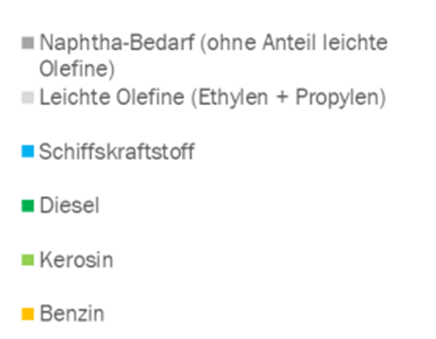 Naphtha-Bedarf (ohne Anteil leichte
Olefine)
Leichte Olefine (Ethylen + Propylen)
Schiffskraftstoff
Diesel
Kerosin
Benzin